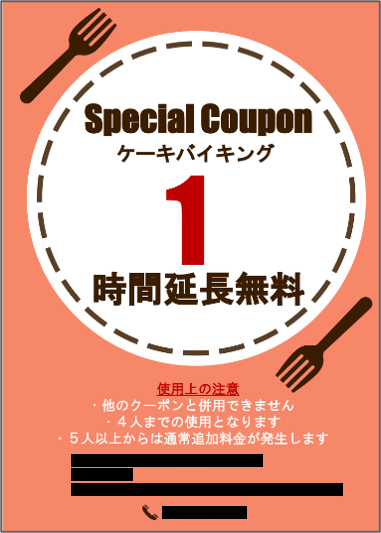 Special Coupon
ケーキバイキング
1
時間延長無料
使用上の注意
・他のクーポンと併用できません
・４人までの使用となります
・５人以上からは通常追加料金が発生します